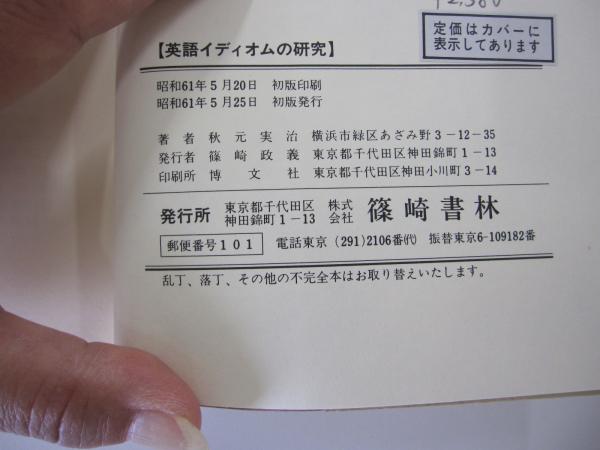 定価はカバーに
表示してあります
【英語イディオムの研究】
昭和61年5月20日 初版印刷
昭和61年5月25日 初版発行
著者 秋元実治 横浜市緑区あざみ野3-12-35
発行者 篠崎政義 東京都千代田区神田錦町1-13
印刷所 博文社 東京都千代田区神田小川町3-14
発行所 東京都千代田区神田錦町1-13 株式会社 篠崎書林
郵便番号101 電話東京 (291)2106番(代) 振替東京6-109182番
乱丁、落丁、その他の不完全本はお取り替えいたします。